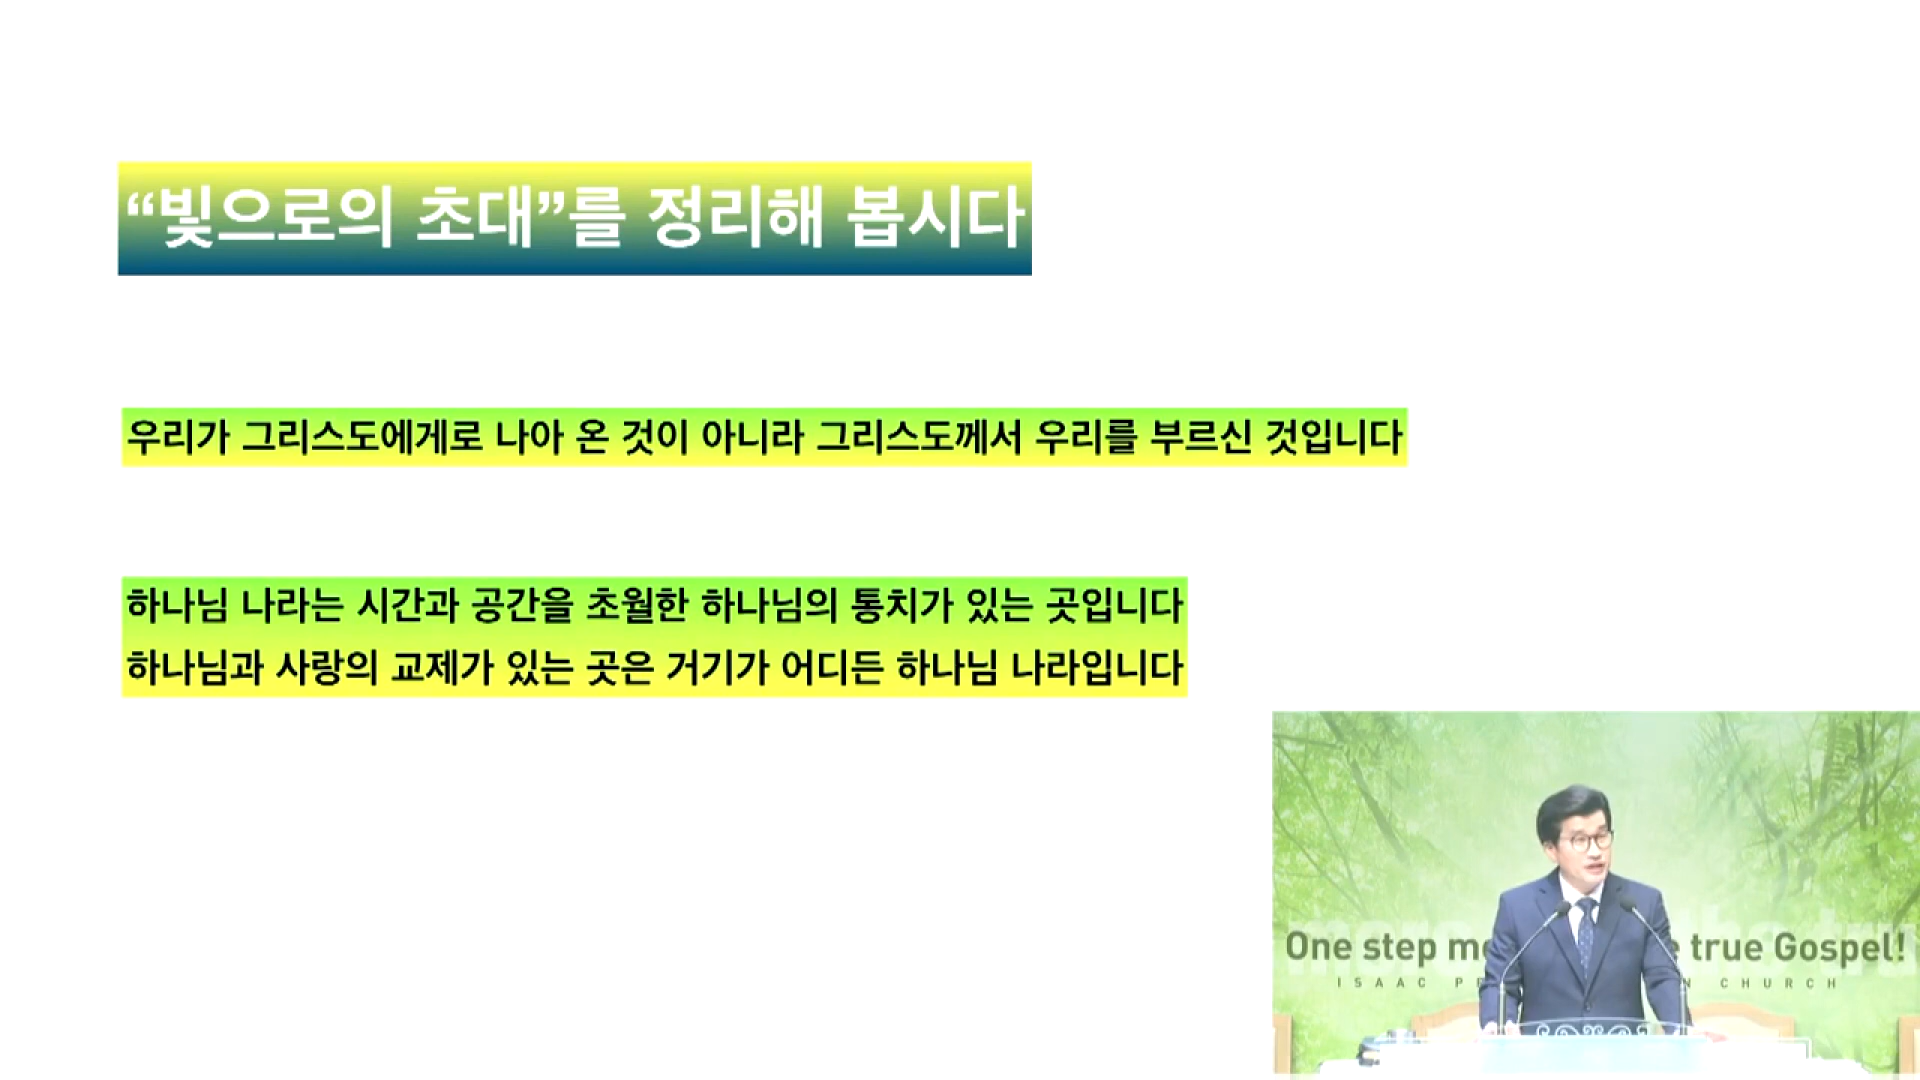 “빛으로의 초대”를 정리해 봅시다
우리가 그리스도에게로 나아 온 것이 아니라 그리스도께서 우리를 부르신 것입니다
하나님 나라는 시간과 공간을 초월한 하나님의 통치가 있는 곳입니다
하나님과 사랑의 교제가 있는 곳은 거기가 어디든 하나님 나라입니다
One step true Gospel!
ISAAC CHURCH